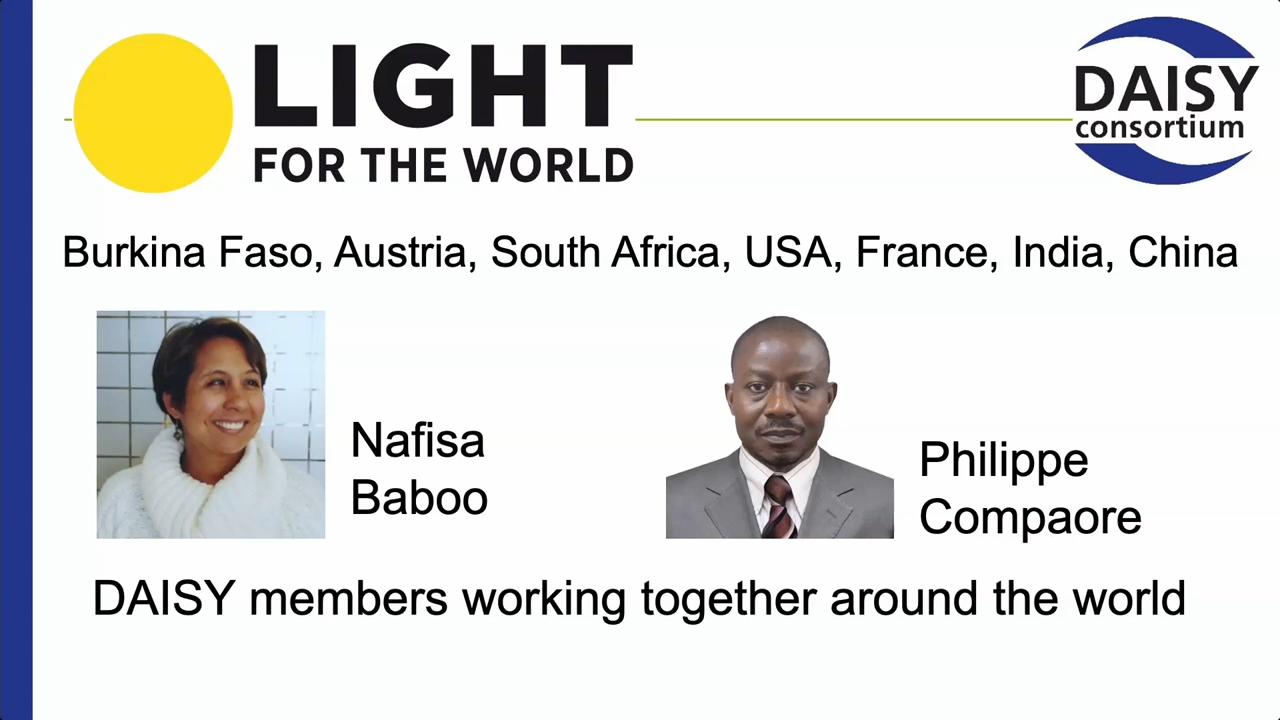 LIGHT
FOR THE WORLD
DAISY
consortium
Burkina Faso, Austria, South Africa, USA, France, India, China
Nafisa
Baboo
Philippe
Compaore
DAISY members working together around the world